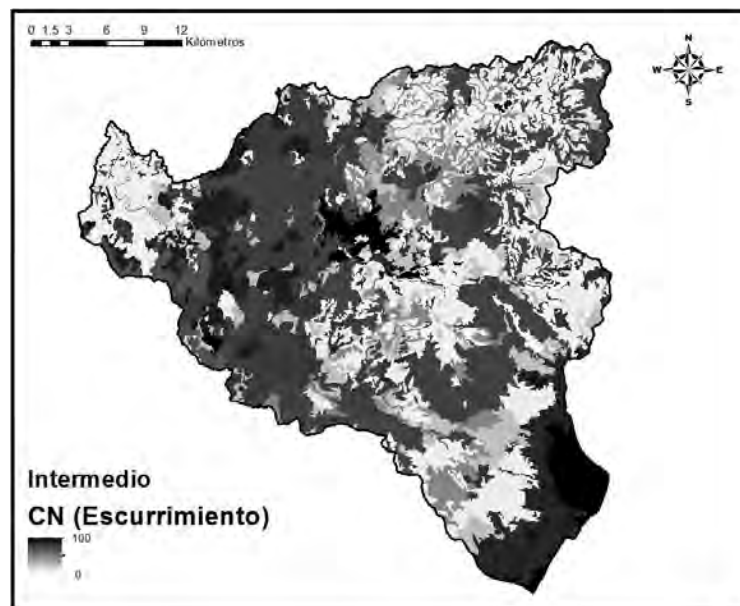 0 1.5 3 6 9 12
Kilómetros
N
W E
S
Intermedio
CN (Escurrimiento)
100
0